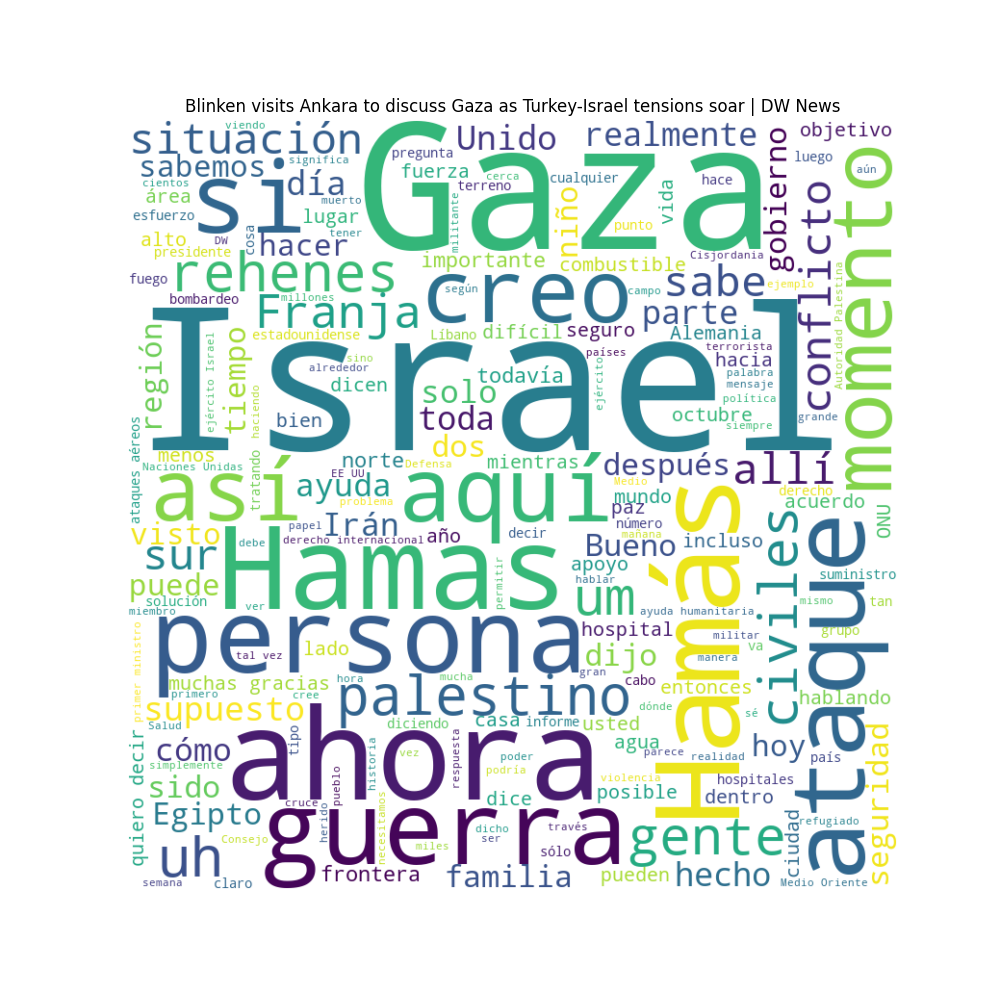 Blinken visits Ankara to discuss Gaza as Turkey-Israel tensions soar | DW News
situación
viendo
Gaza
pregunta
Unido
realmente
gobierno
objetivo
sabemos
significa
si
día
fuerza
cerca
terreno
cualquier
niño
vida
hace
luego
aún
momento
cientos
área
muerto
militante
esfuerzo
lugar
tener
punto
conflicto
alto
DW
cosa
hacer
presidente
importante
combustible
Cisjordania
Autoridad Palestina
fuego
rehenes
creo
según
campo
sabe
ejemplo
bombardeo
Franja
millones
parte
región
ejército Israel
tiempo
estadounidense
Líbano
difícil
seguro
Alemania
Israel
sino
países
terrorista
alrededor
hacia
haciendo
dicen
todavía
ejército
palabra
mensaje
solo
política
grande
bien
toda
octubre
siempre
ataques aéreos
menos
dos
Naciones Unidas
norte
Defensa
mientras
después
allí
tratando
EE UU
así
ayuda
aquí
Medio
mundo
derecho
problema
acuerdo
ONU
papel
Irán
año
paz
número
mañana
visto
debe
derecho internacional
decir
Bueno
incluso
Hamás
civiles
ataque
sur
Hamas
permitir
apoyo
suministro
puede
hablar
solución
ver
um
ayuda humanitaria
mismo
tan
miembro
persona
hospital
militar
grupo
primer ministro
tal vez
lado
dijo
manera
va
muchas gracias
hora
mucha
gran
cabo
entonces
primero
cree
palestino
dónde
hablando
supuesto
sé
Salud
ahora
diciendo
casa
informe
usted
quiero decir
cómo
tipo
historia
vez
respuesta
poder
agua
parece
realidad
hoy
país
seguridad
simplemente
podría
violencia
hospitales
sido
pueblo
dice
posible
dentro
cruce
Egipto
herido
guerra
necesitamos
dicho
través
gente
ciudad
refugiado
uh
Consejo
miles
ser
sólo
semana
claro
frontera
familia
pueden
hecho
Medio Oriente